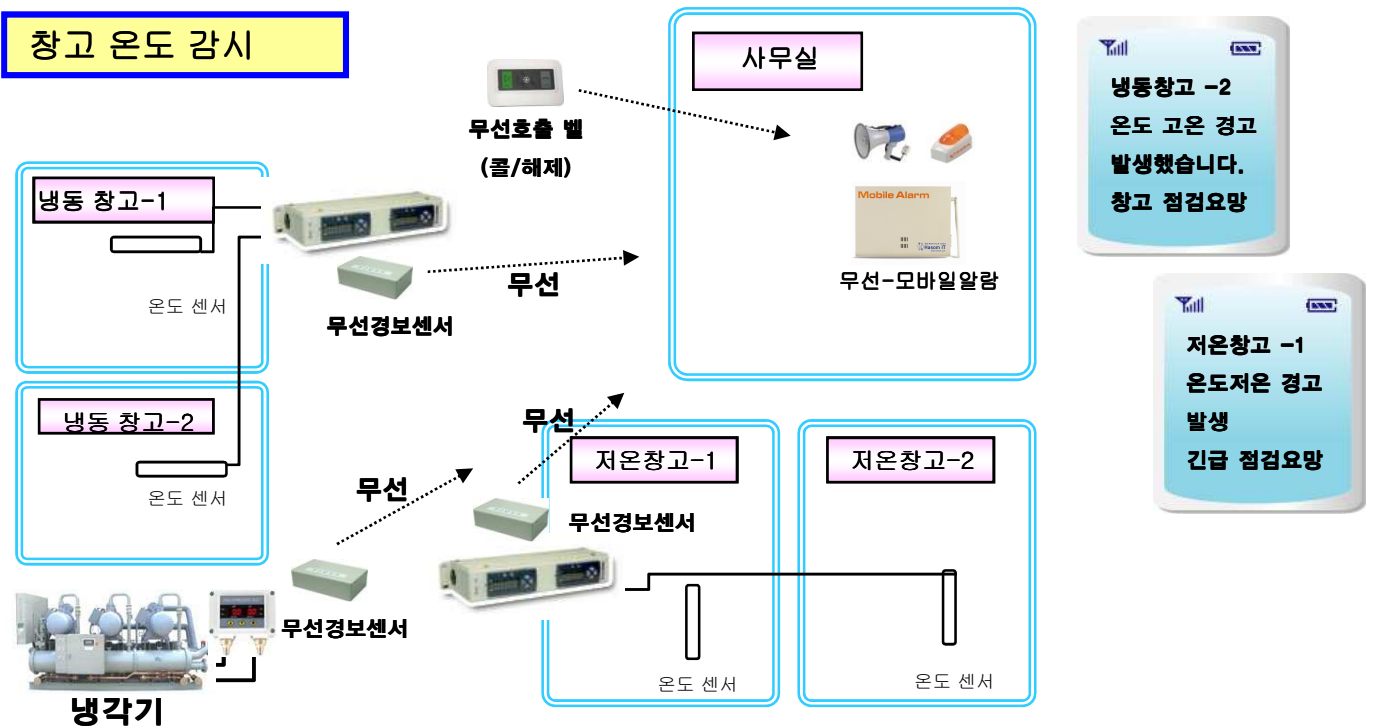 창고 온도 감시
사무실
무선호출 벨
(콜/해제)
Mobile Alarm
Hasom IT
무선-모바일알람
냉동창고 -2
온도 고온 경고
발생했습니다.
창고 점검요망
냉동 창고-1
온도 센서
무선
무선경보센서
저온창고 -1
온도저온 경고
발생
긴급 점검요망
냉동 창고-2
온도 센서
무선
무선
저온창고-1
저온창고-2
무선경보센서
무선경보센서
온도 센서
온도 센서
냉각기